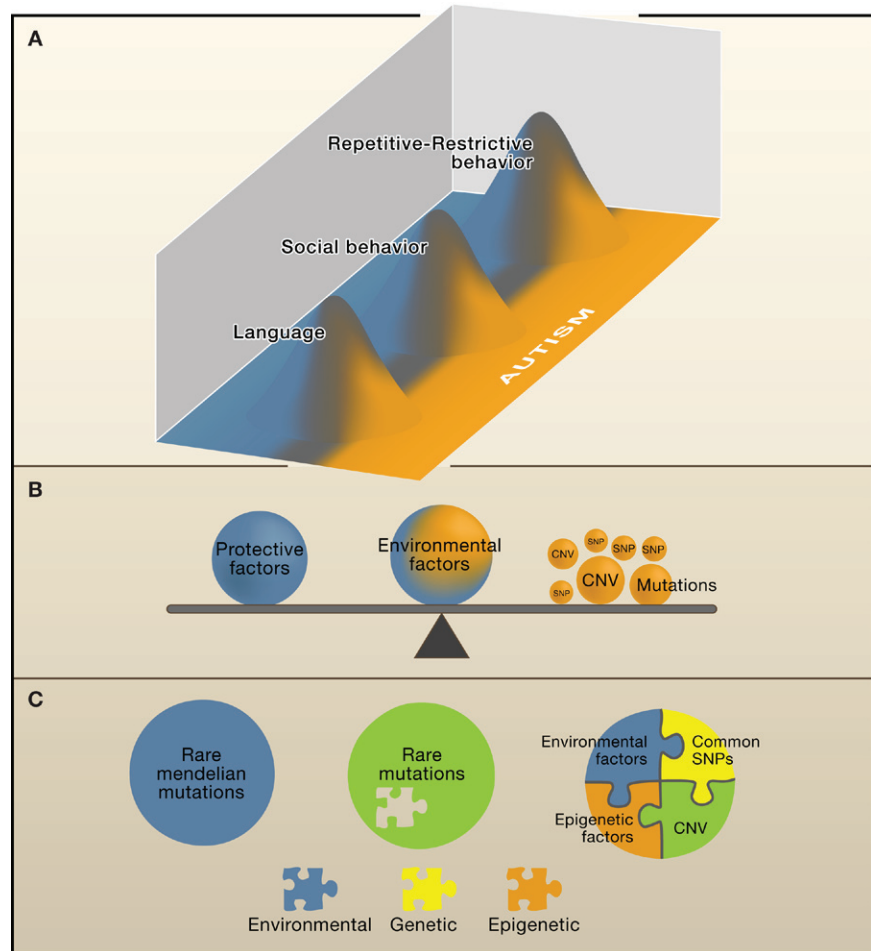 A
Repetitive-Restrictive
behavior
Social behavior
Language
AUTISM
B
Protective
factors
Environmental
factors
CNV
SNP
SNP
SNP
SNP
CNV
Mutations
C
Rare
mendelian
mutations
Rare
mutations
Environmental
factors
Common
SNPs
Epigenetic
factors
CNV
Environmental
Genetic
Epigenetic